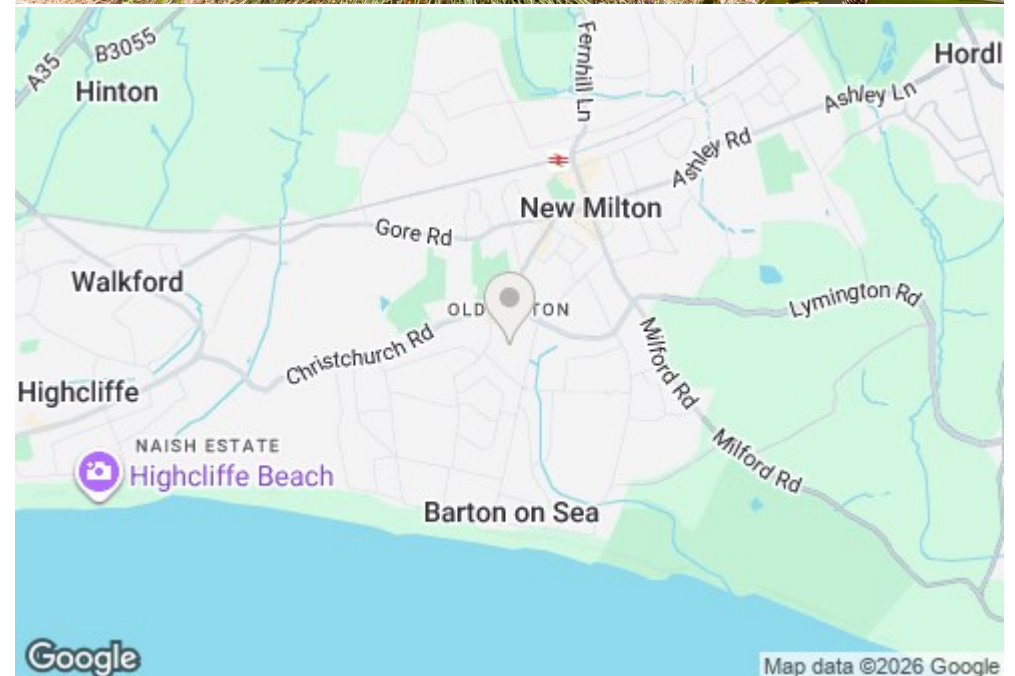 A35
B3055
Hinton
Fernhill Ln
Hordl
Ashley Ln
Ashley Rd
New Milton
Gore Rd
Walkford
OLD
TON
Lymington Rd
Christchurch Rd
Milford Rd
Highcliffe
NAISH ESTATE
Highcliffe Beach
Milford Rd
Barton on Sea
Google
Map data ©2026 Google